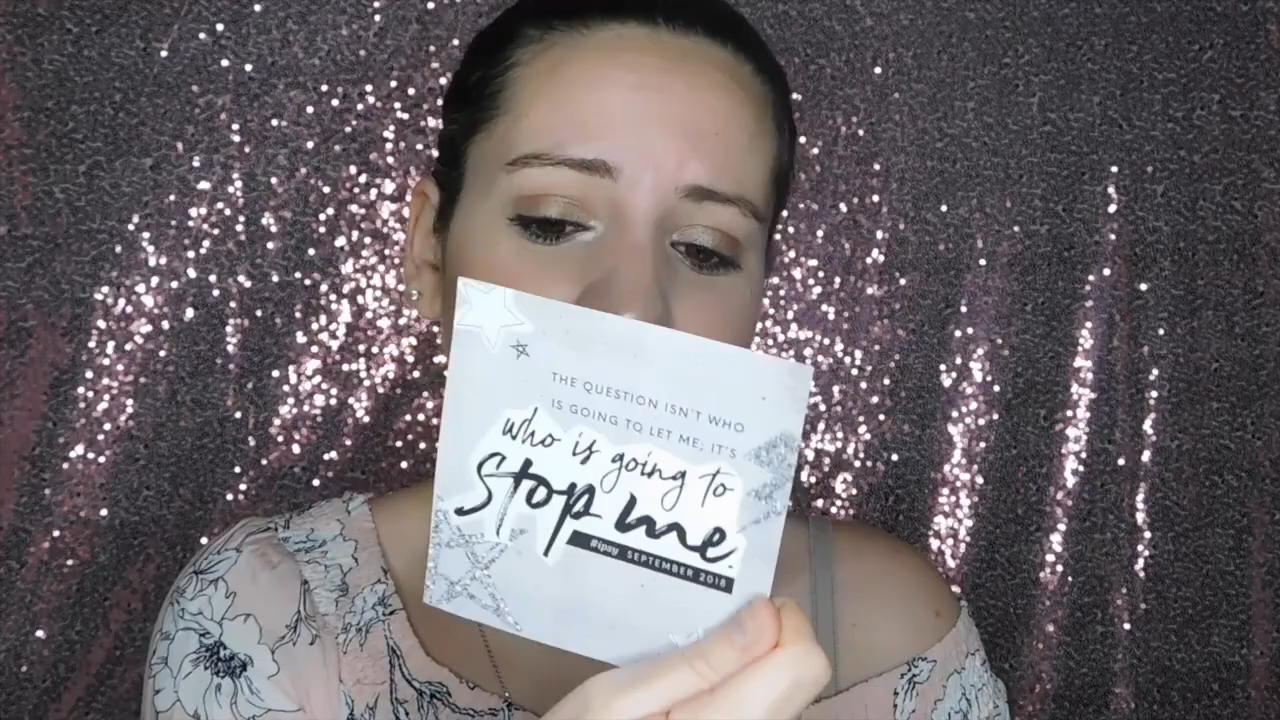 THE QUESTION ISN'T WHO
IS GOING TO LET ME; IT'S
who is going to
Stop me.
#ipsy SEPTEMBER 2018